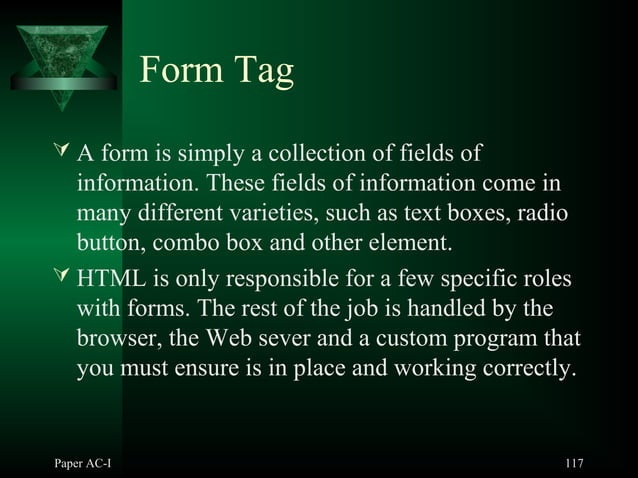 Form Tag
A form is simply a collection of fields of
information. These fields of information come in
many different varieties, such as text boxes, radio
button, combo box and other element.
HTML is only responsible for a few specific roles
with forms. The rest of the job is handled by the
browser, the Web sever and a custom program that
you must ensure is in place and working correctly.
Paper AC-I 117